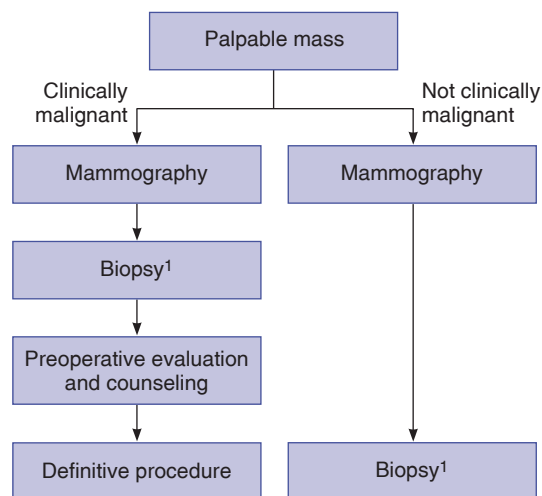 Palpable mass
Clinically
malignant
Not clinically
malignant
Mammography
Mammography
Biopsy¹
Preoperative evaluation
and counseling
Definitive procedure
Biopsy¹